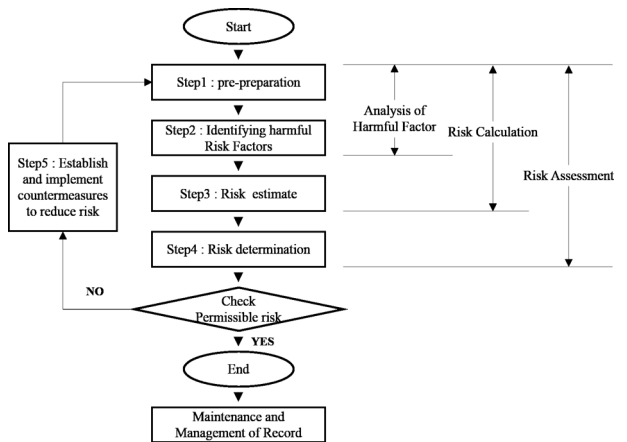 Start
Step1 : pre-preparation
Step2 : Identifying harmful
Risk Factors
Step3 : Risk estimate
Step4 : Risk determination
Check
Permissible risk
NO
YES
End
Maintenance and
Management of Record
Step5 : Establish
and implement
countermeasures
to reduce risk
Analysis of
Harmful Factor
Risk Calculation
Risk Assessment